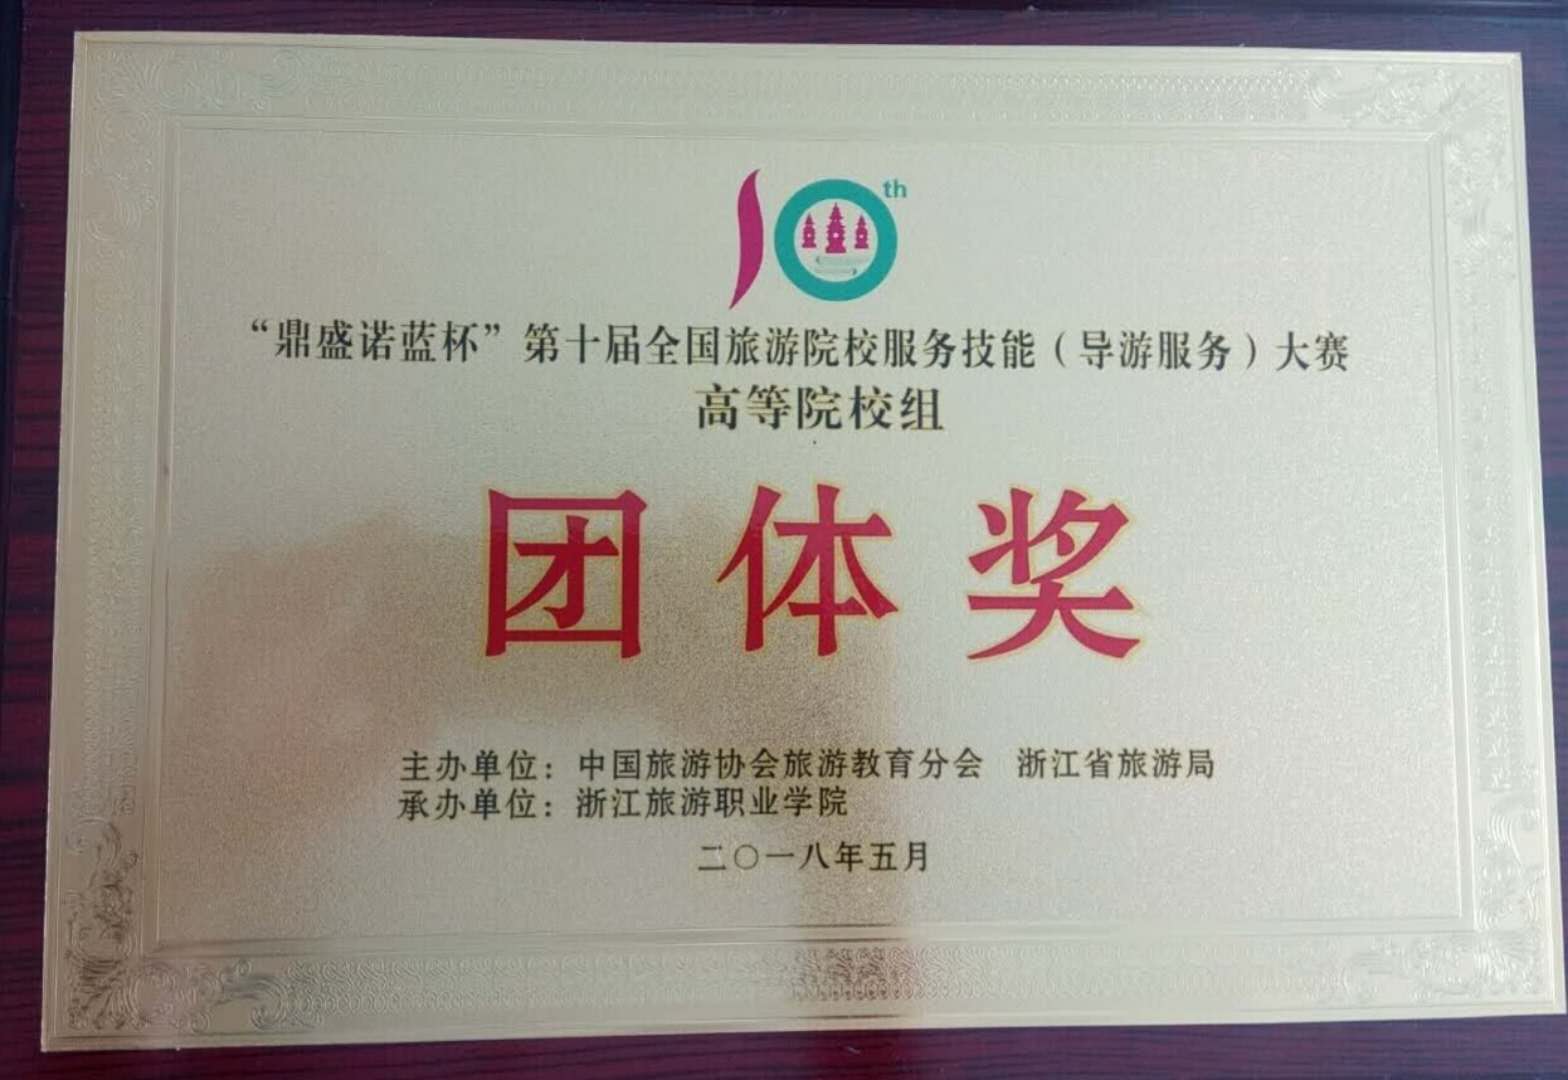 10th
“鼎盛诺蓝杯”第十届全国旅游院校服务技能（导游服务）大赛
高等院校组
团体奖
主办单位：中国旅游协会旅游教育分会 浙江省旅游局
承办单位：浙江旅游职业学院
二〇一八年五月